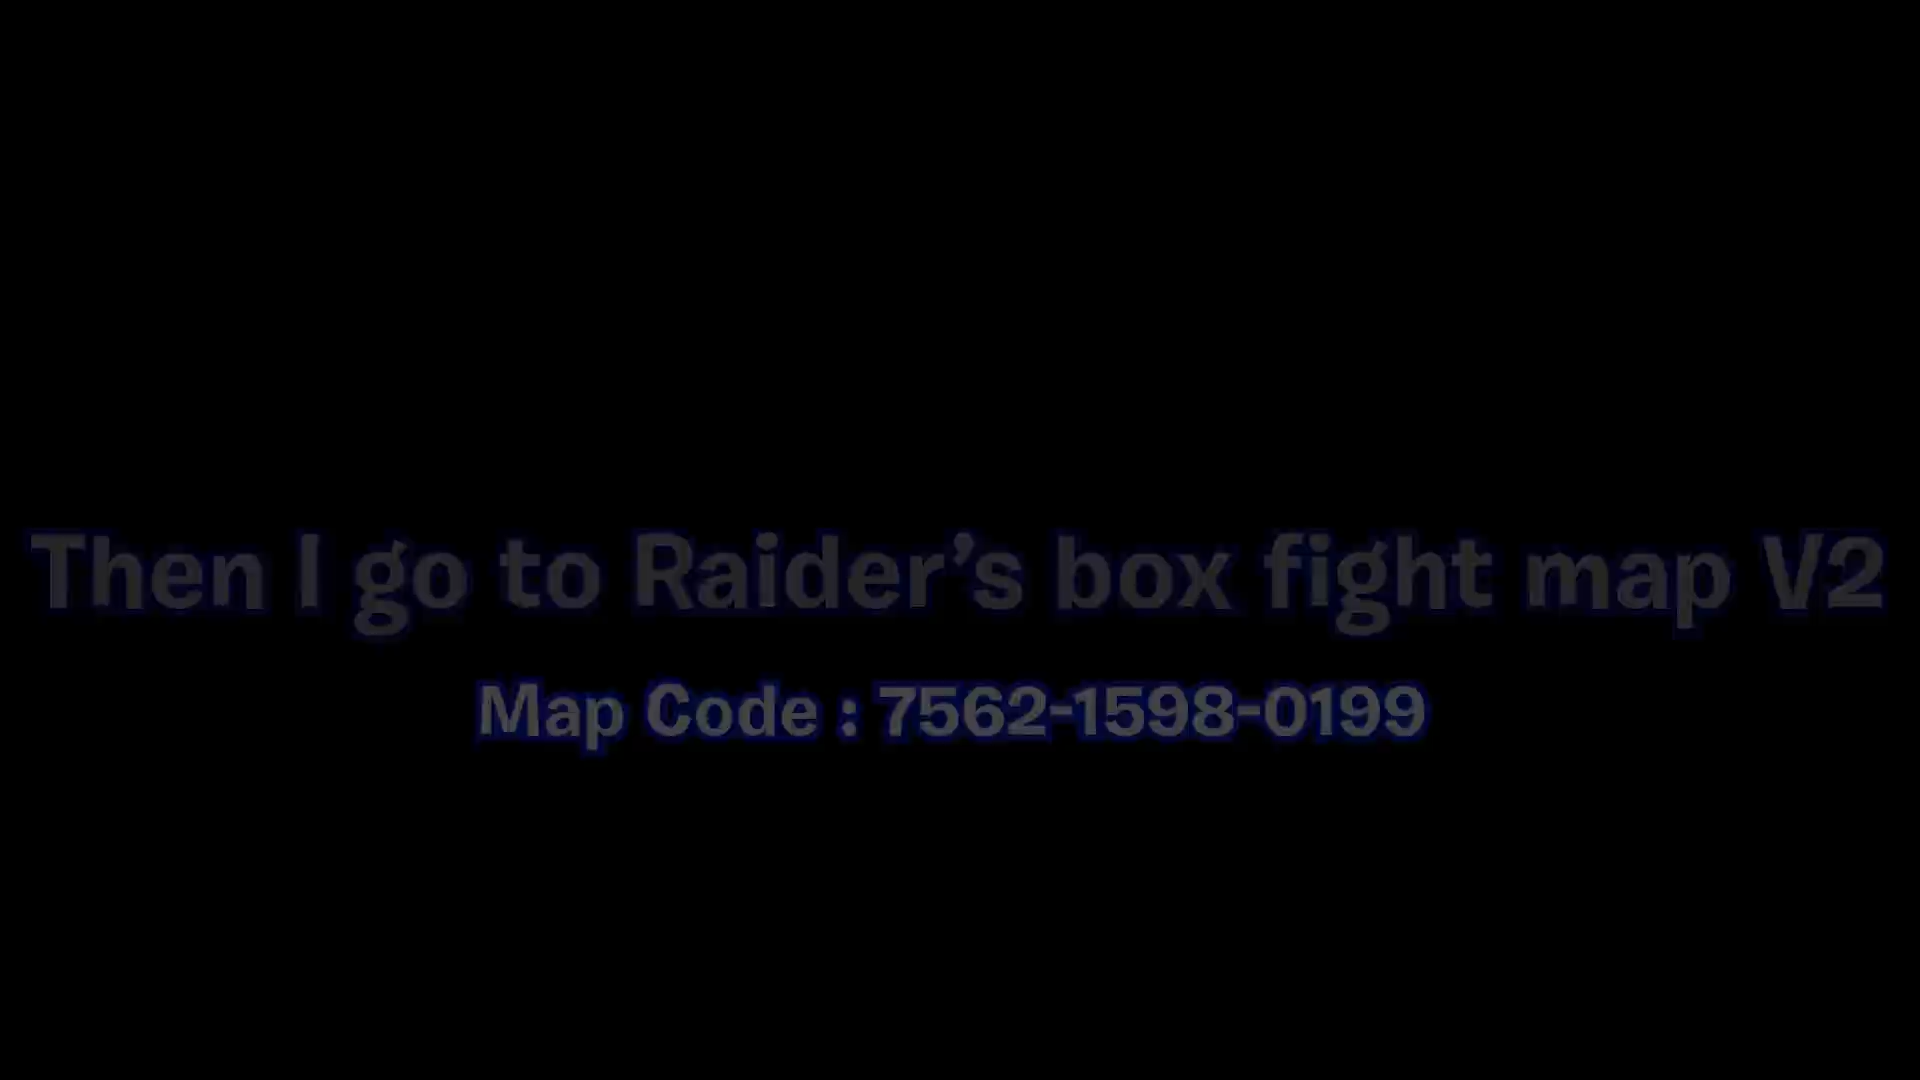 Then I go to Raider’s box fight map V2
Map Code : 7562-1598-0199